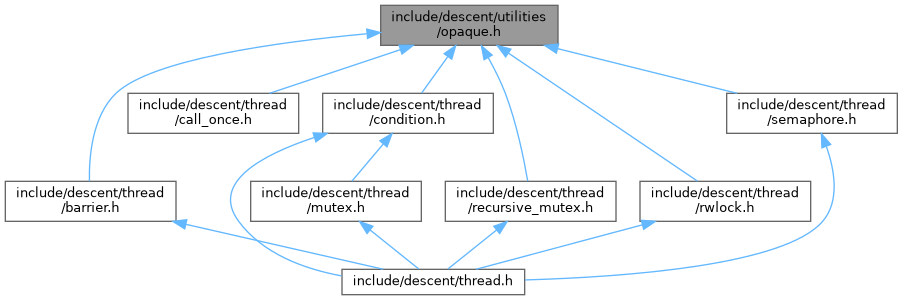 include/descent/utilities
/opaque.h
include/descent/thread
/call_once.h
include/descent/thread
/condition.h
include/descent/thread
/semaphore.h
include/descent/thread
/barrier.h
include/descent/thread
/mutex.h
include/descent/thread
/recursive_mutex.h
include/descent/thread
/rwlock.h
include/descent/thread.h